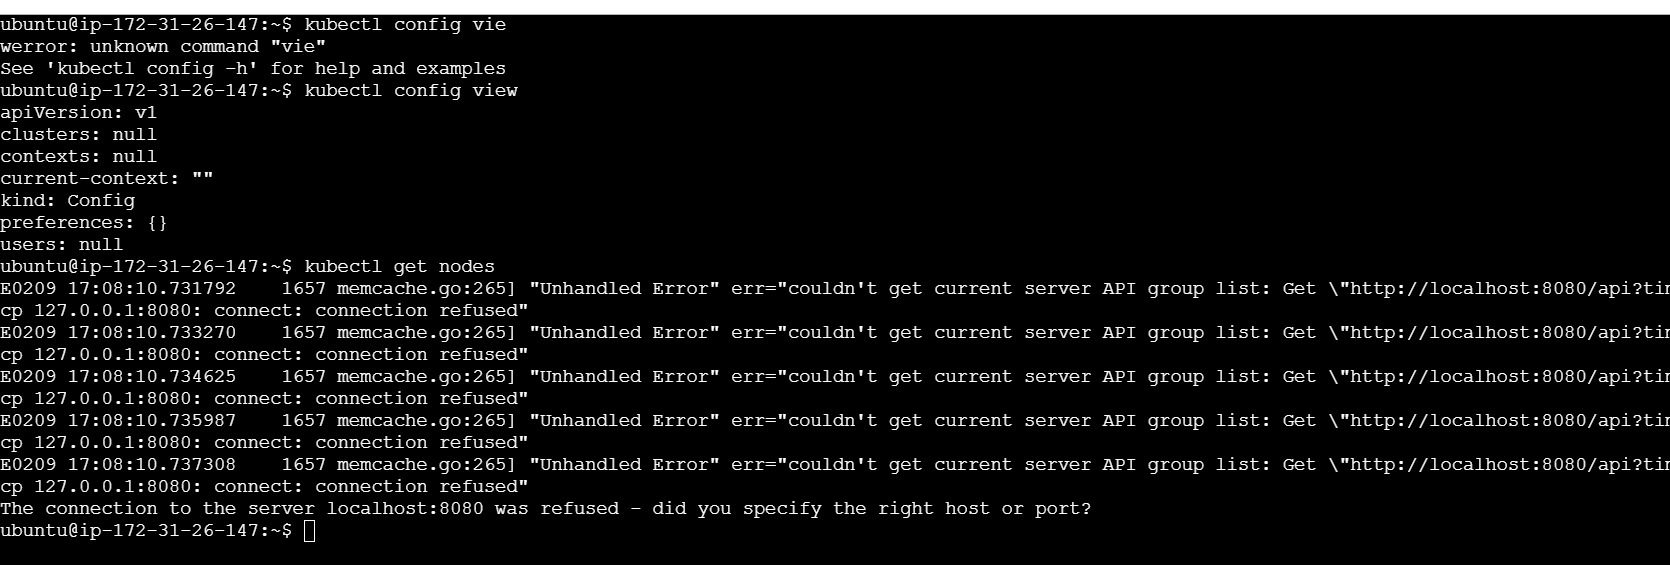 ubuntu@ip-172-31-26-147:~$ kubectl config vie
werror: unknown command "vie"
See 'kubectl config -h' for help and examples
ubuntu@ip-172-31-26-147:~$ kubectl config view
apiVersion: v1
clusters: null
contexts: null
current-context: ""
kind: Config
preferences: {}
users: null
ubuntu@ip-172-31-26-147:~$ kubectl get nodes
E0209 17:08:10.731792    1657 memcache.go:265] "Unhandled Error" err="couldn't get current server API group list: Get \"http://localhost:8080/api?tim
cp 127.0.0.1:8080: connect: connection refused"
E0209 17:08:10.733270    1657 memcache.go:265] "Unhandled Error" err="couldn't get current server API group list: Get \"http://localhost:8080/api?tim
cp 127.0.0.1:8080: connect: connection refused"
E0209 17:08:10.734625    1657 memcache.go:265] "Unhandled Error" err="couldn't get current server API group list: Get \"http://localhost:8080/api?tim
cp 127.0.0.1:8080: connect: connection refused"
E0209 17:08:10.735987    1657 memcache.go:265] "Unhandled Error" err="couldn't get current server API group list: Get \"http://localhost:8080/api?tim
cp 127.0.0.1:8080: connect: connection refused"
E0209 17:08:10.737308    1657 memcache.go:265] "Unhandled Error" err="couldn't get current server API group list: Get \"http://localhost:8080/api?tim
cp 127.0.0.1:8080: connect: connection refused"
The connection to the server localhost:8080 was refused - did you specify the right host or port?
ubuntu@ip-172-31-26-147:~$